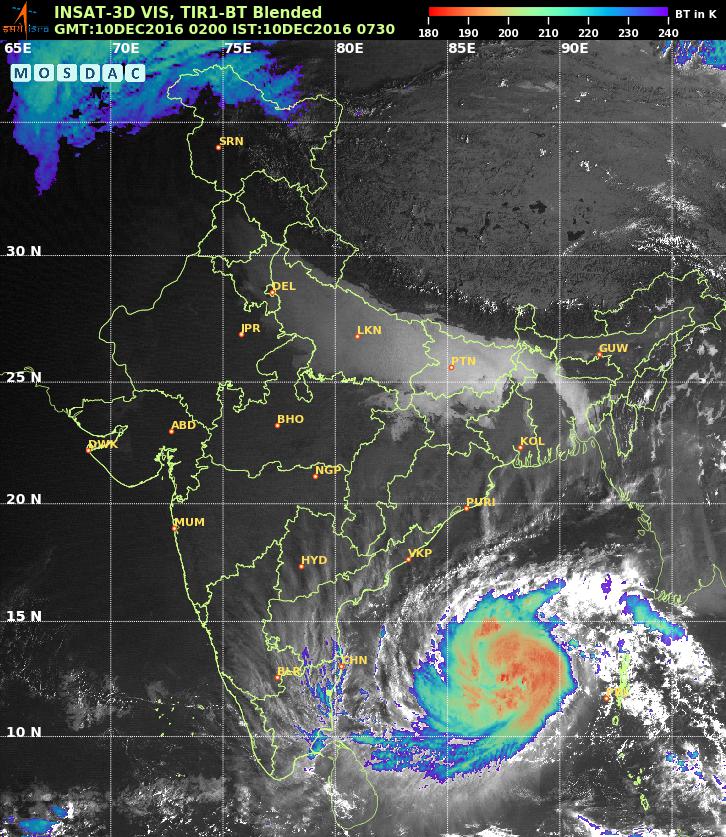 INSAT-3D VIS, TIR1-BT Blended
GMT:10DEC2016 0200 IST:10DEC2016 0730
BT in K
180 190 200 210 220 230 240
65E 70E 75E 80E 85E 90E
MOSDAC
SRN
30 N
DEL
JPR LKN GUW
PTN
25 N
ABD BHO
DWK KOL
NGP
20 N PURI
MUM
HYD VKP
15 N
BLR CHN
10 N